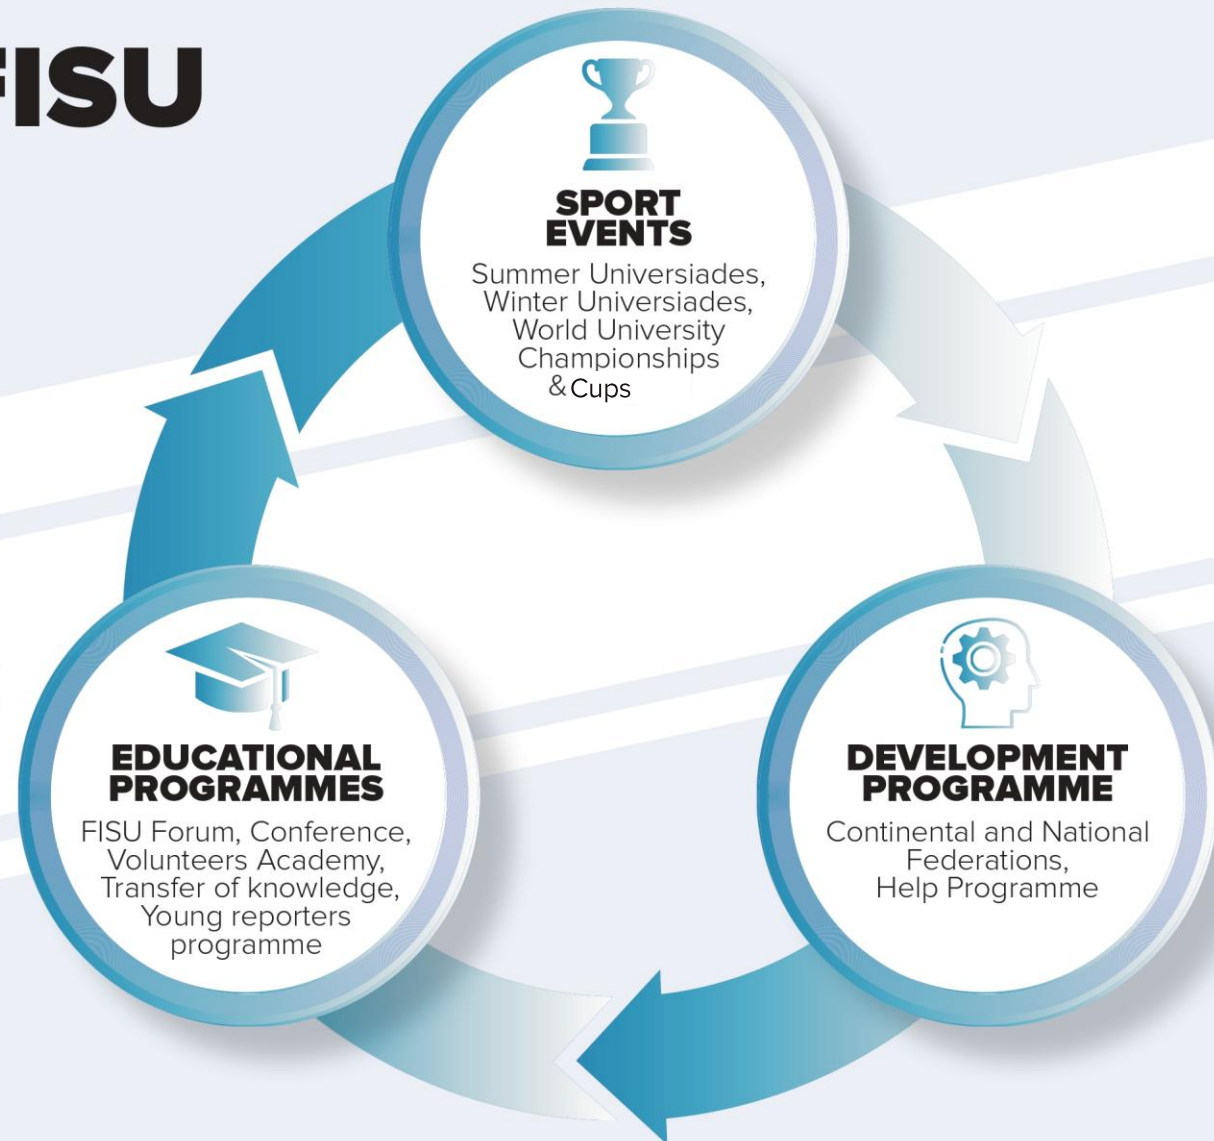 FISU
SPORT
EVENTS
Summer Universiades,
Winter Universiades,
World University
Championships
& Cups
EDUCATIONAL
PROGRAMMES
FISU Forum, Conference,
Volunteers Academy,
Transfer of knowledge,
Young reporters
programme
DEVELOPMENT
PROGRAMME
Continental and National
Federations,
Help Programme